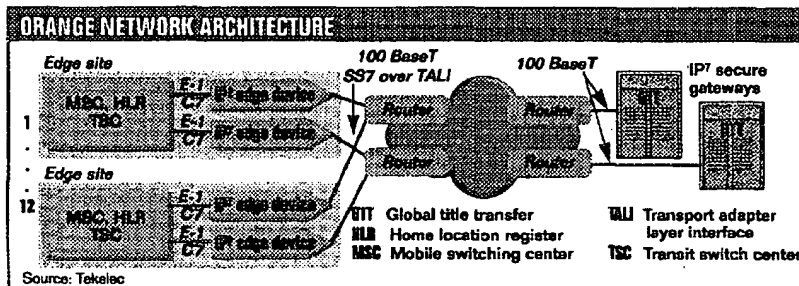 ORANGE NETWORK ARCHITECTURE
Edge site
MSC, HLR
TSC
E-1
C7
IP7 edge device
E-1
C7
IP7 edge device
1
.
.
.
12
Edge site
MSC, HLR
TSC
E-1
C7
IP7 edge device
E-1
C7
IP7 edge device
100 BaseT
SS7 over TALI
Router
Router
100 BaseT
Router
Router
IP7 secure
gateways
GTT
GTT
GTT Global title transfer
HLR Home location register
MSC Mobile switching center
TALI Transport adapter
layer interface
TSC Transit switch center
Source: Tekelec